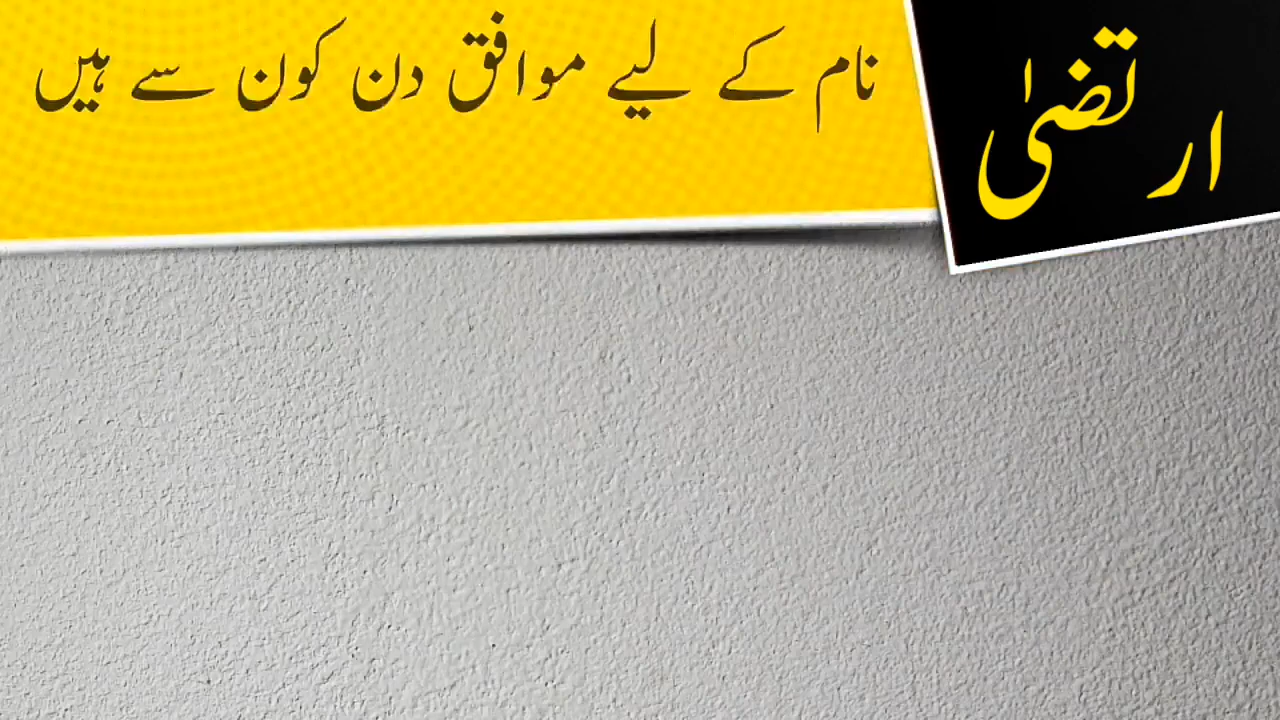 ارتضیٰ
نام کے لیے موافق دن کون سے ہیں